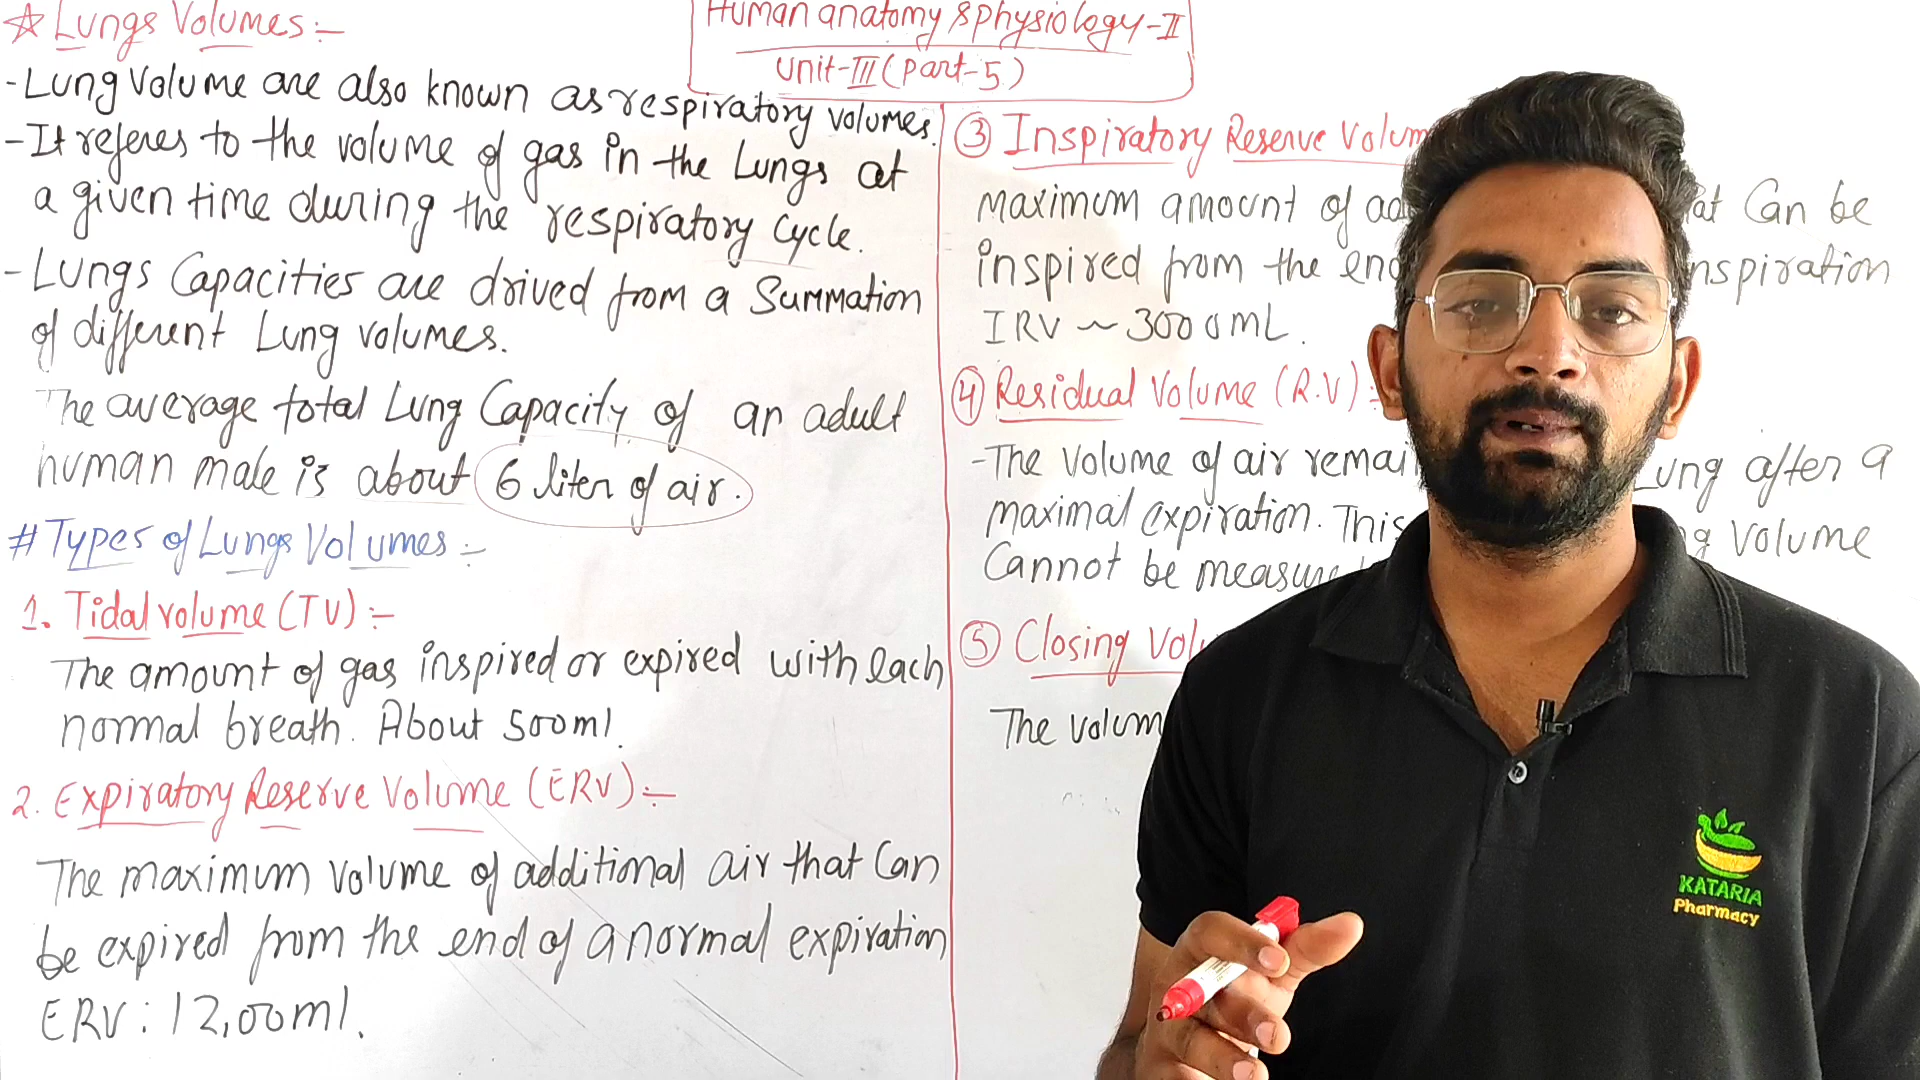 Human anatomy & physiology-II
Unit-III (Part-5)
☆ Lungs Volumes:-
- Lung Volume are also known as respiratory volumes.
- It referes to the volume of gas in the Lungs at
a given time during the respiratory cycle.
- Lungs Capacities are drived from a Summation
of different Lung volumes.
The average total Lung Capacity of an adult
human male is about 6 liter of air.
# Types of Lungs Volumes:-
1. Tidal volume (TV):-
The amount of gas inspired or expired with each
normal breath. About 500ml.
2. Expiratory Reserve Volume (ERV):-
The maximum volume of additional air that Can
be expired from the end of a normal expiration
ERV: 12,00ml.
③ Inspiratory Reserve Volum
maximum amount of Can be
inspired from the end nspiration
IRV ~ 3000mL.
④ Residual Volume (R.V):-
- The Volume of air remai Lung after a
maximal expiration. This Volume
Cannot be measure
⑤ Closing Volu
The volum
KATARIA
Pharmacy